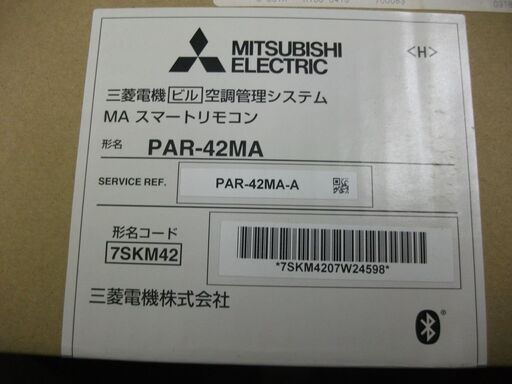 MITSUBISHI
ELECTRIC
<H>
三菱電機 ビル 空調管理システム
MA スマートリモコン
形名 PAR-42MA
SERVICE REF. PAR-42MA-A
形名コード
7SKM42
*7SKM4207W24598*
三菱電機株式会社